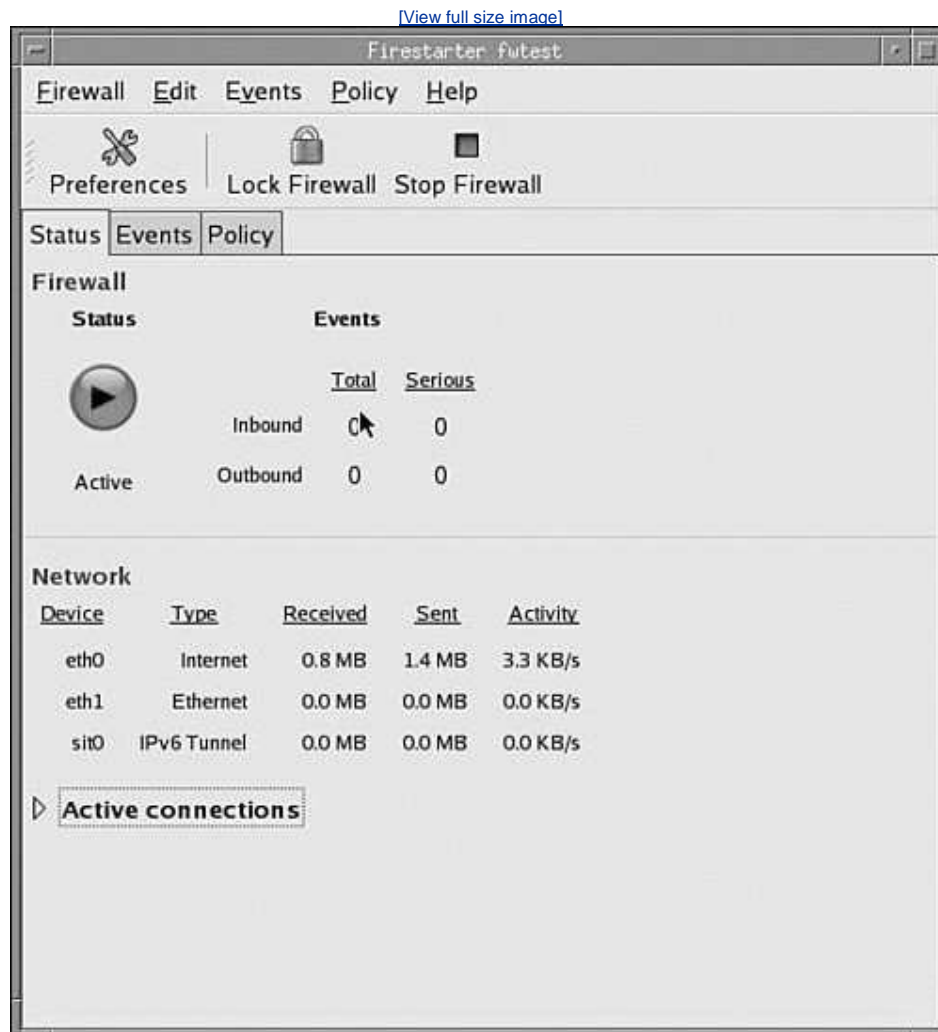 [View full size image]
Firestarter fwtest
Firewall Edit Events Policy Help
Preferences Lock Firewall Stop Firewall
Status Events Policy
Firewall
Status Events
Total Serious
Inbound 0 0
Active Outbound 0 0
Network
Device Type Received Sent Activity
eth0 Internet 0.8 MB 1.4 MB 3.3 KB/s
eth1 Ethernet 0.0 MB 0.0 MB 0.0 KB/s
sit0 IPv6 Tunnel 0.0 MB 0.0 MB 0.0 KB/s
Active connections